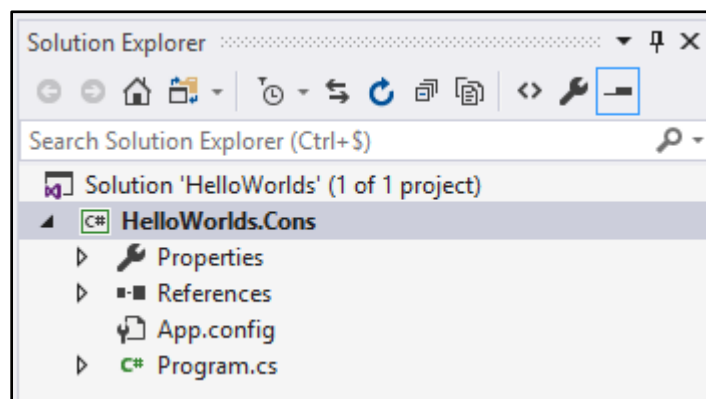 Solution Explorer
Search Solution Explorer (Ctrl+$)
Solution 'HelloWorlds' (1 of 1 project)
C# HelloWorlds.Cons
Properties
References
App.config
C# Program.cs